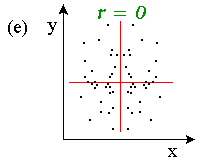 r = 0
(e) y
x